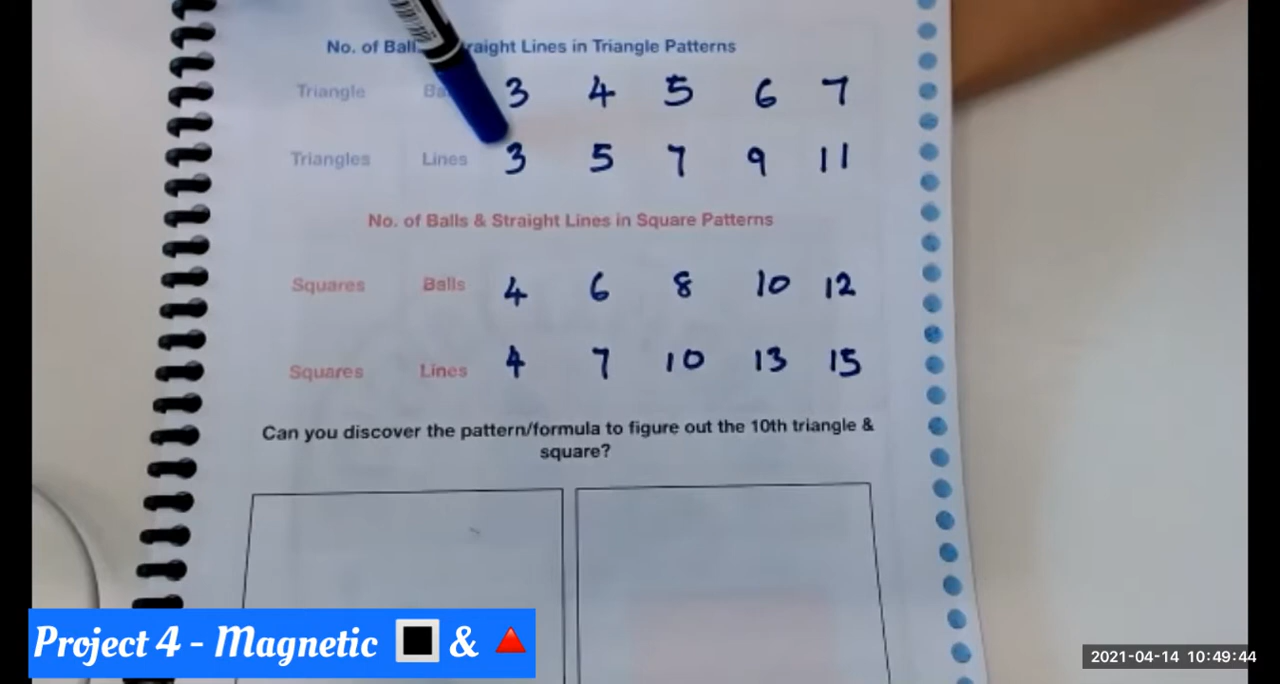 No. of Bal raight Lines in Triangle Patterns
Triangle Ba 3 4 5 6 7
Triangles Lines 3 5 7 9 11
No. of Balls & Straight Lines in Square Patterns
Squares Balls 4 6 8 10 12
Squares Lines 4 7 10 13 15
Can you discover the pattern/formula to figure out the 10th triangle &
square?
Project 4 - Magnetic &
2021-04-14 10:49:44